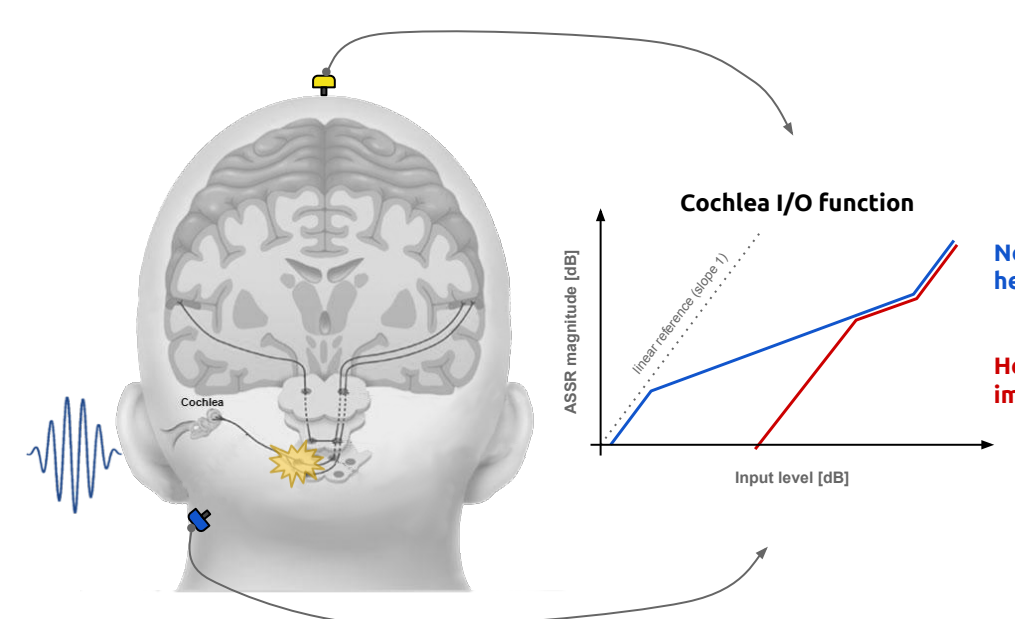 Cochlea I/O function
ASSR magnitude [dB]
linear reference (slope 1)
Cochlea
Input level [dB]